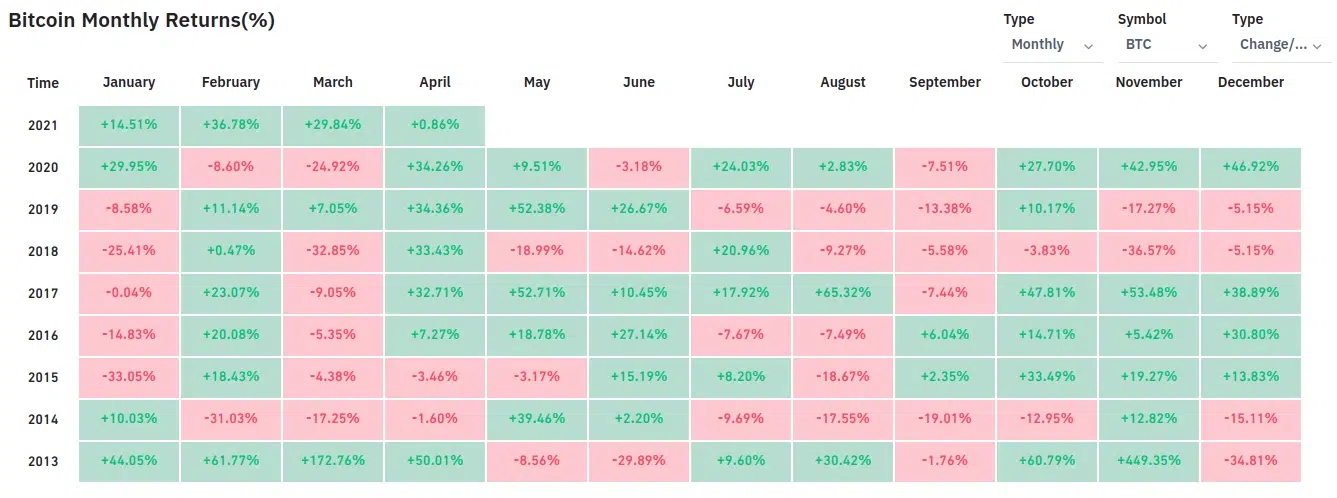 Bitcoin Monthly Returns(%)
Type Symbol Type
Monthly BTC Change/...
Time January February March April May June July August September October November December
2021 +14.51% +36.78% +29.84% +0.86%
2020 +29.95% -8.60% -24.92% +34.26% +9.51% -3.18% +24.03% +2.83% -7.51% +27.70% +42.95% +46.92%
2019 -8.58% +11.14% +7.05% +34.36% +52.38% +26.67% -6.59% -4.60% -13.38% +10.17% -17.27% -5.15%
2018 -25.41% +0.47% -32.85% +33.43% -18.99% -14.62% +20.96% -9.27% -5.58% -3.83% -36.57% -5.15%
2017 -0.04% +23.07% -9.05% +32.71% +52.71% +10.45% +17.92% +65.32% -7.44% +47.81% +53.48% +38.89%
2016 -14.83% +20.08% -5.35% +7.27% +18.78% +27.14% -7.67% -7.49% +6.04% +14.71% +5.42% +30.80%
2015 -33.05% +18.43% -4.38% -3.46% -3.17% +15.19% +8.20% -18.67% +2.35% +33.49% +19.27% +13.83%
2014 +10.03% -31.03% -17.25% -1.60% +39.46% +2.20% -9.69% -17.55% -19.01% -12.95% +12.82% -15.11%
2013 +44.05% +61.77% +172.76% +50.01% -8.56% -29.89% +9.60% +30.42% -1.76% +60.79% +449.35% -34.81%